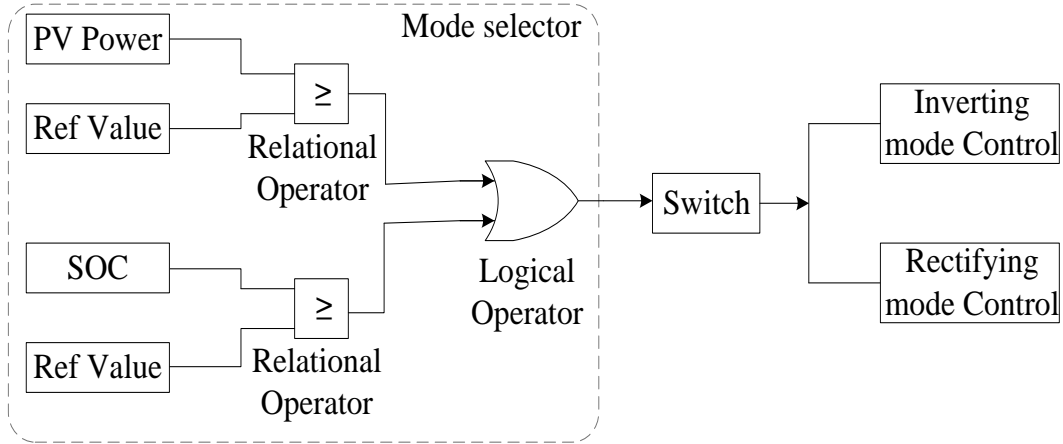 Mode selector
PV Power
≥
Ref Value
Relational
Operator
SOC
≥
Ref Value
Relational
Operator
Logical
Operator
Switch
Inverting
mode Control
Rectifying
mode Control